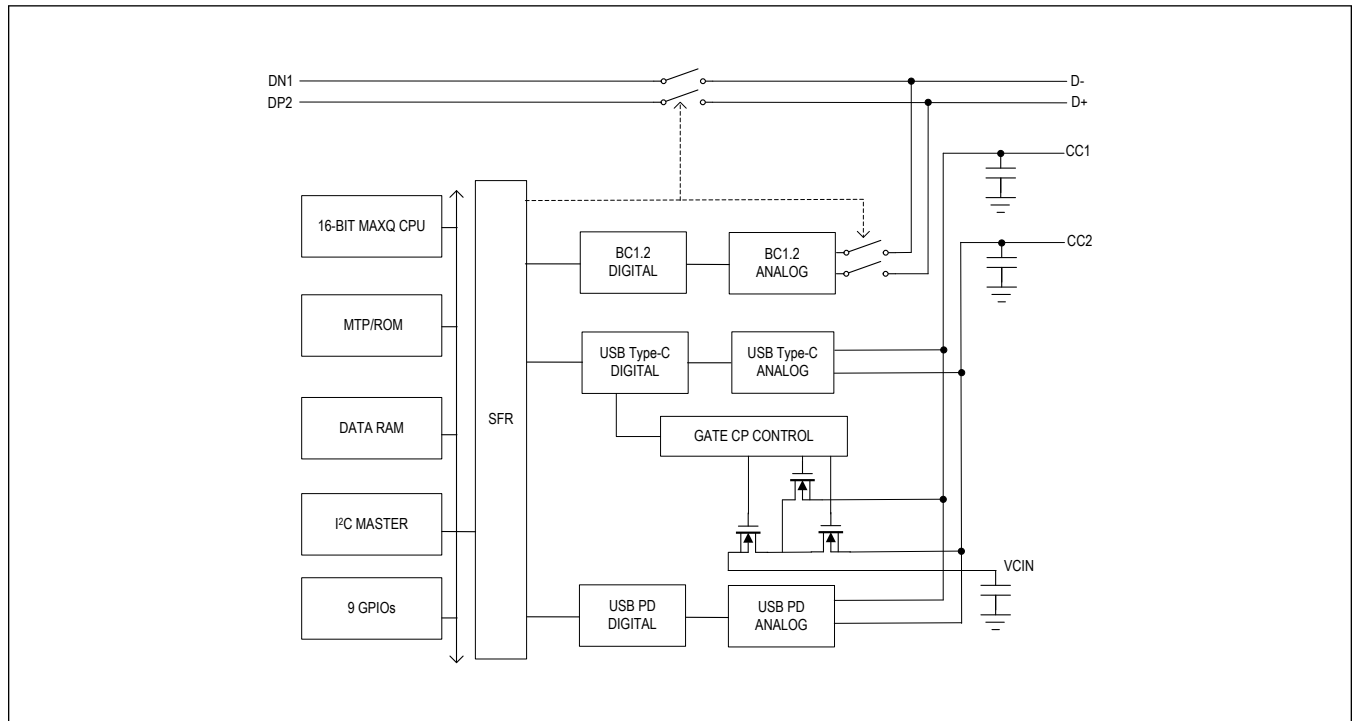 DN1
D-
DP2
D+
CC1
16-BIT MAXQ CPU
CC2
BC1.2
DIGITAL
BC1.2
ANALOG
MTP/ROM
USB Type-C
DIGITAL
USB Type-C
ANALOG
DATA RAM
SFR
GATE CP CONTROL
I²C MASTER
VCIN
9 GPIOs
USB PD
DIGITAL
USB PD
ANALOG